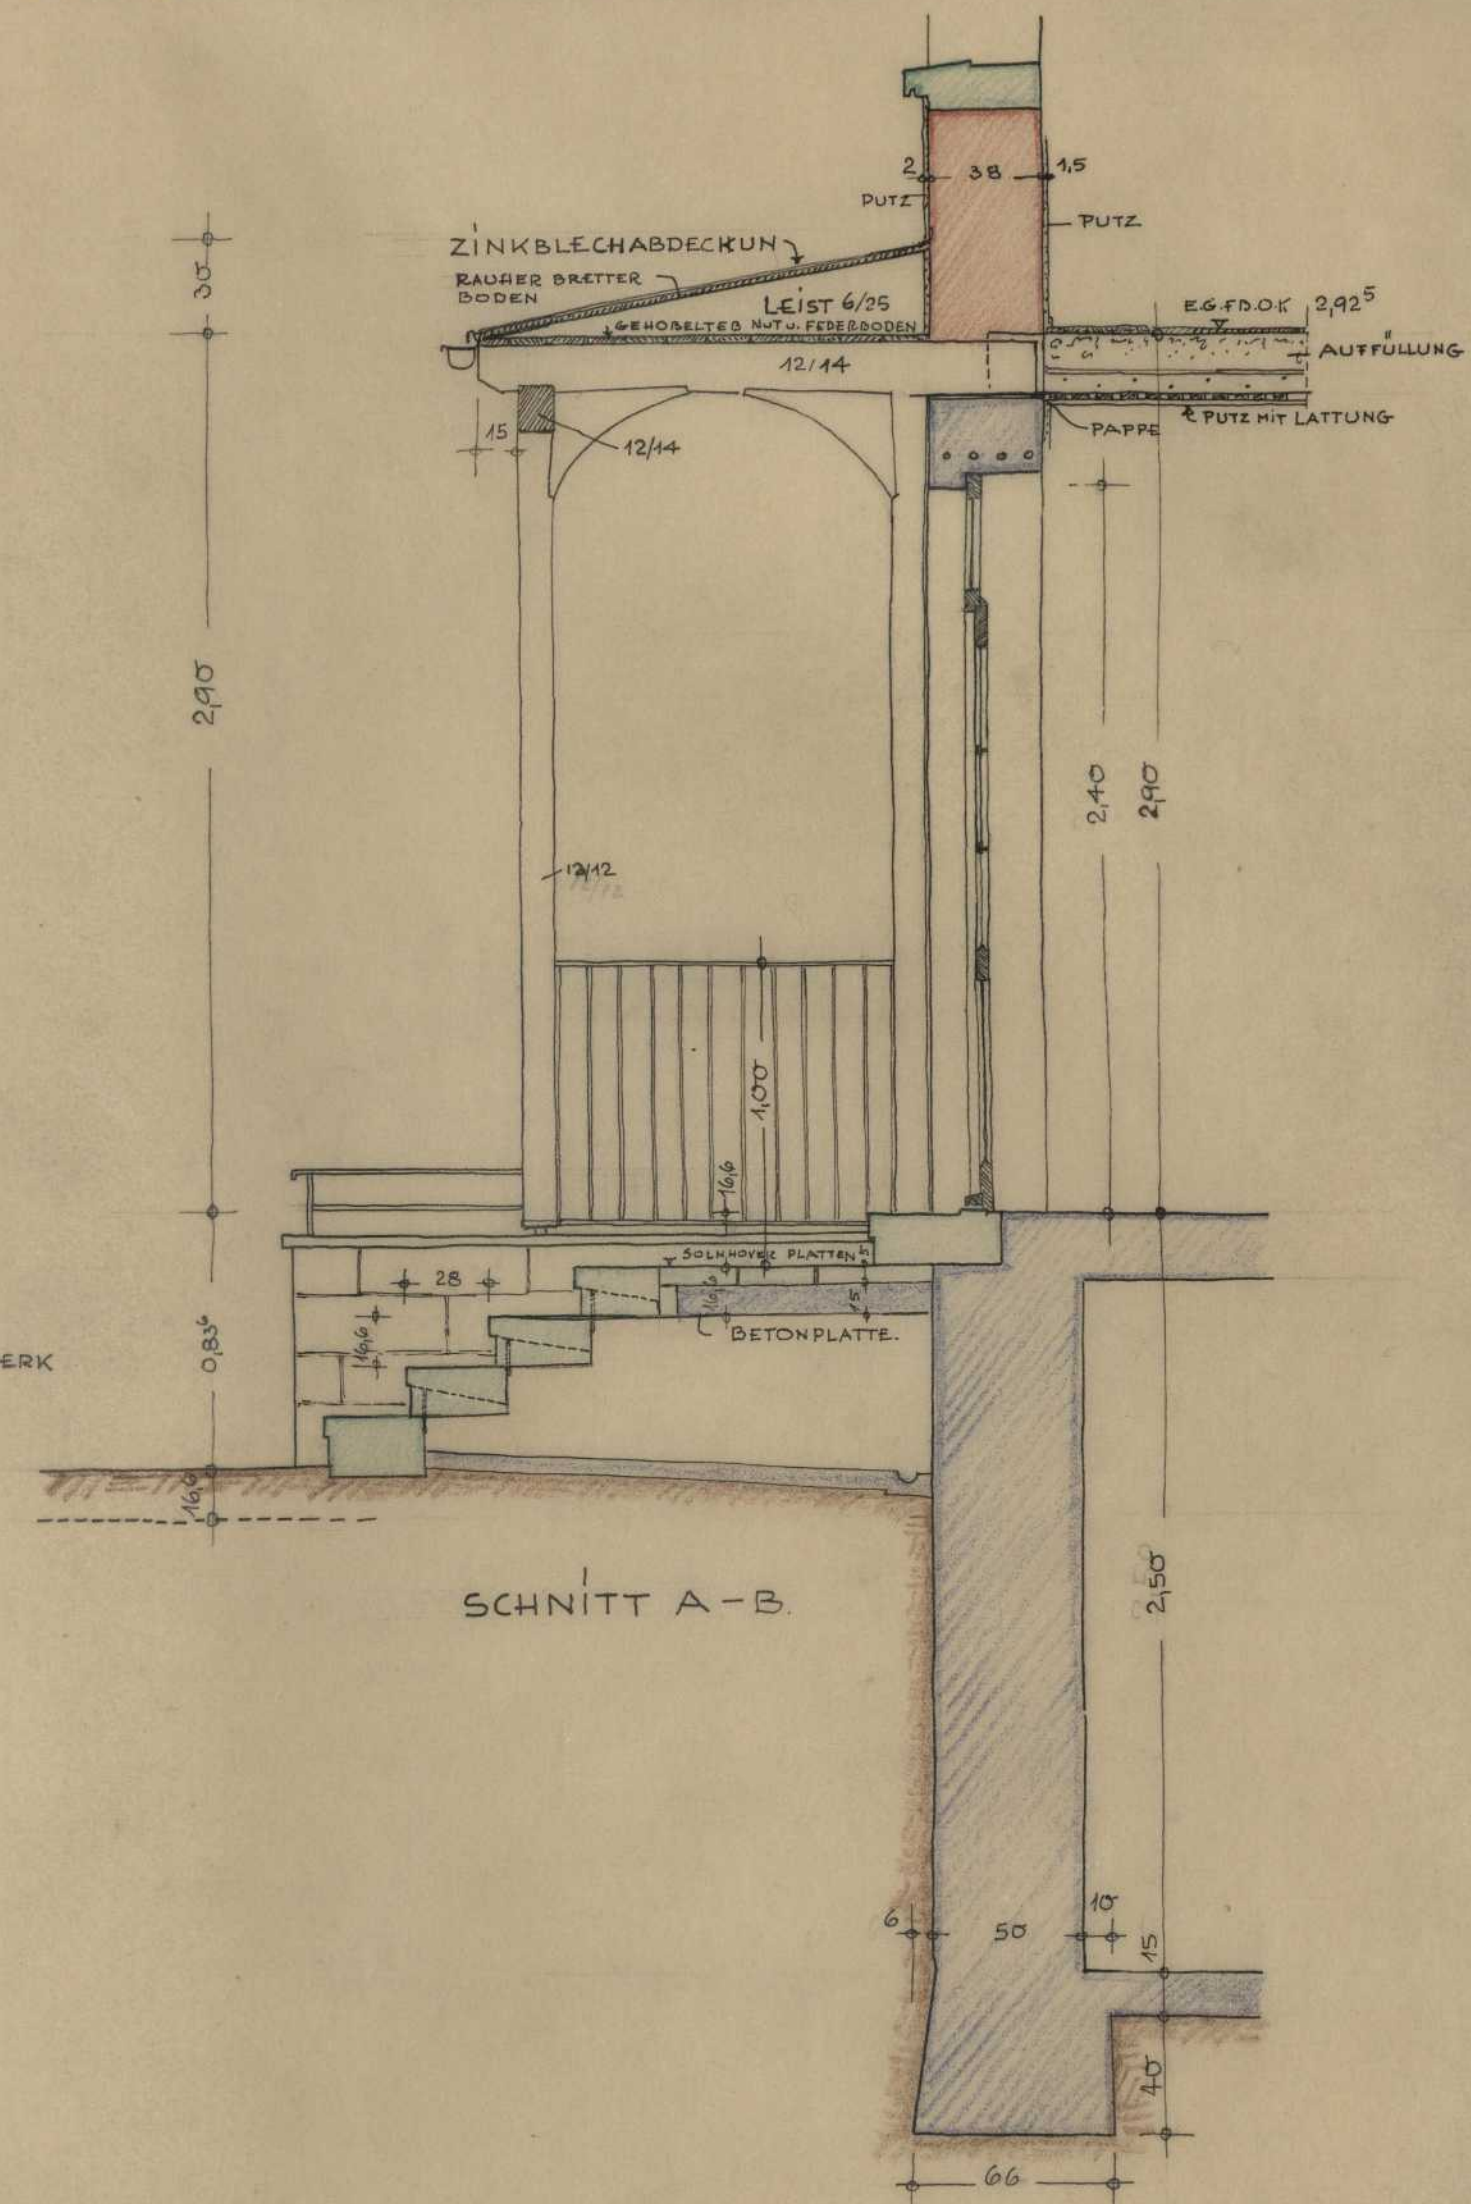 2
38
1,5
PUTZ
PUTZ
ZINKBLECHABDECKUN
RAUHER BRETTER
BODEN
LEIST 6/25
GEHOBELTER NUT U. FEDERBODEN
E.G.FB.O.K
2,92⁵
AUFFÜLLUNG
30
12/14
PUTZ MIT LATTUNG
PAPPE
15
12/14
2,90
2,40
2,90
12/12
1,00
16,6
SOLNHOVER PLATTEN
5
28
16,6
15
BETONPLATTE.
16,6
0,83⁶
ERK
16,6
SCHNITT A-B.
2,50
6
50
10
15
40
66